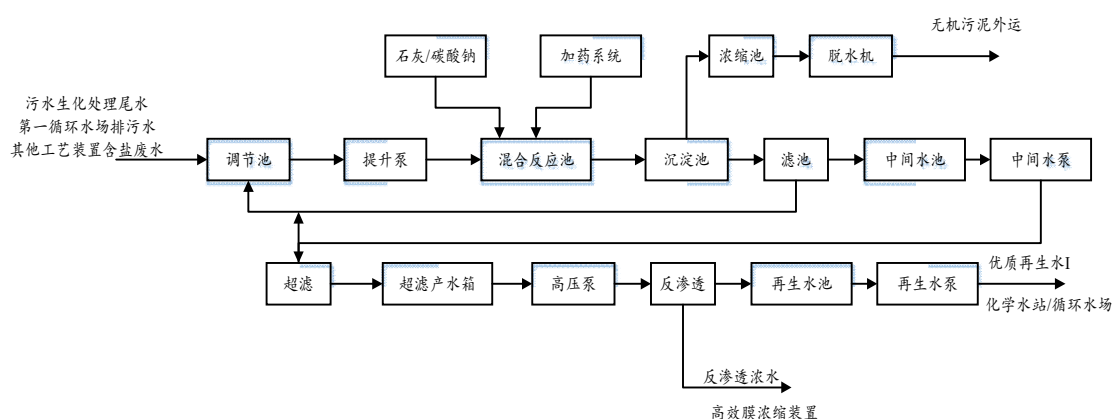 无机污泥外运
石灰/碳酸钠
加药系统
浓缩池
脱水机
污水生化处理尾水
第一循环水场排污水
其他工艺装置含盐废水
调节池
提升泵
混合反应池
沉淀池
滤池
中间水池
中间水泵
超滤
超滤产水箱
高压泵
反渗透
再生水池
再生水泵
优质再生水I
化学水站/循环水场
反渗透浓水
高效膜浓缩装置